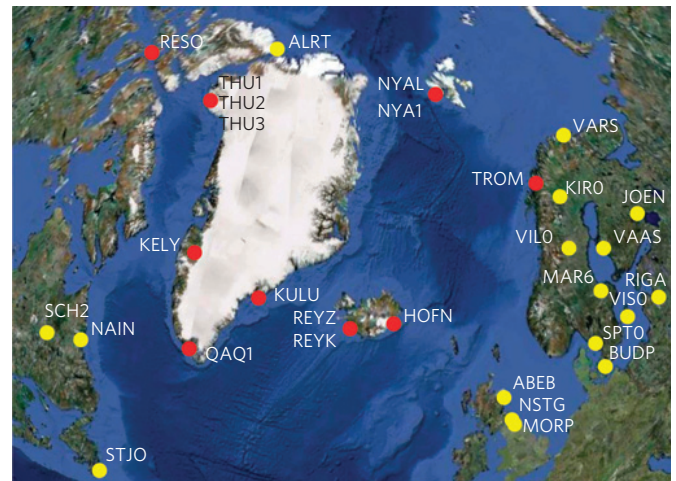 RESO
ALRT
THU1
THU2
THU3
NYAL
NYA1
VARS
TROM
KIR0
JOEN
KELY
VIL0
VAAS
MAR6
RIGA
VIS0
KULU
SCH2
NAIN
REYZ
REYK
HOFN
SPT0
BUDP
QAQ1
ABEB
NSTG
MORP
STJO